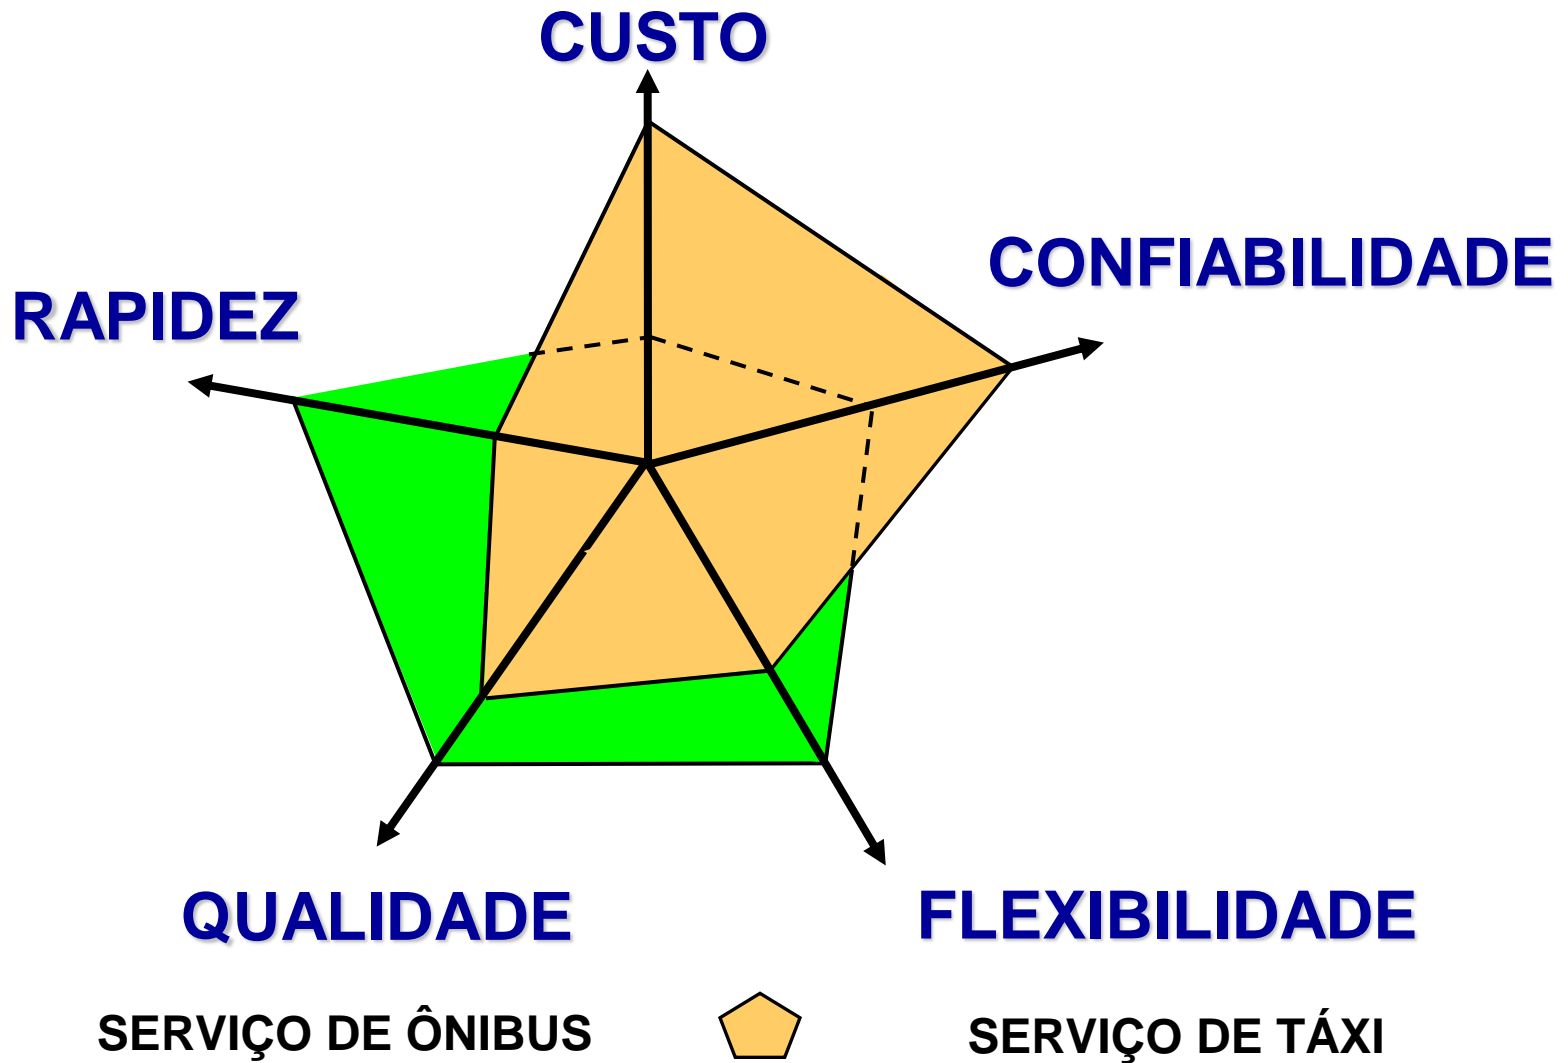 CUSTO
CONFIABILIDADE
RAPIDEZ
QUALIDADE
FLEXIBILIDADE
SERVIÇO DE ÔNIBUS
SERVIÇO DE TÁXI